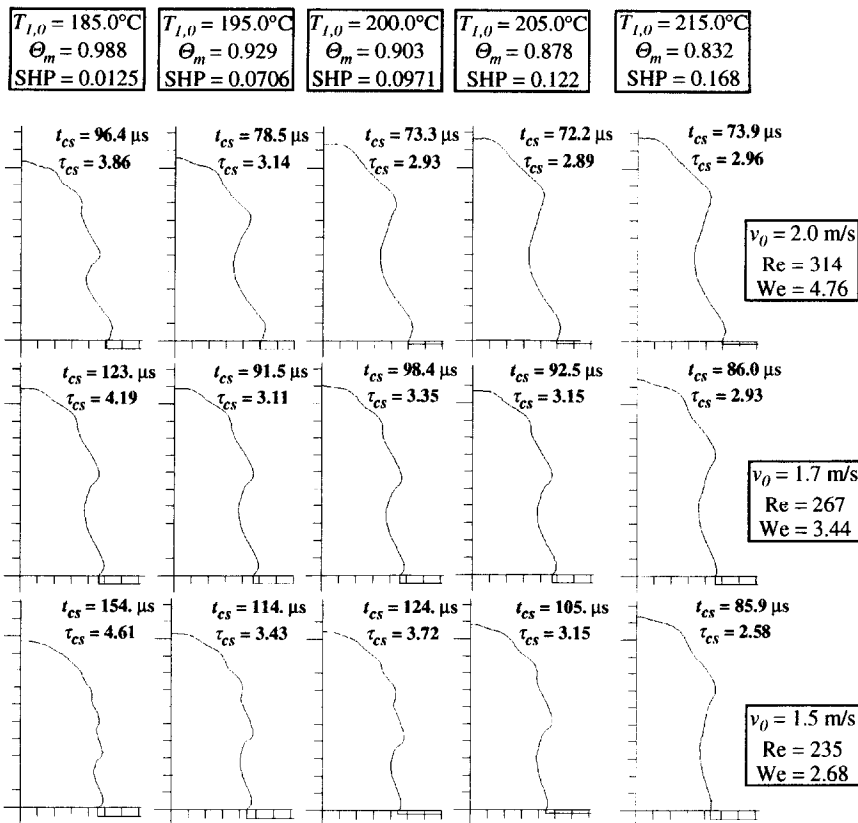 T1,0 = 185.0°C T1,0 = 195.0°C T1,0 = 200.0°C T1,0 = 205.0°C T1,0 = 215.0°C
Θm = 0.988 Θm = 0.929 Θm = 0.903 Θm = 0.878 Θm = 0.832
SHP = 0.0125 SHP = 0.0706 SHP = 0.0971 SHP = 0.122 SHP = 0.168
tcs = 96.4 μs tcs = 78.5 μs tcs = 73.3 μs tcs = 72.2 μs tcs = 73.9 μs
τcs = 3.86 τcs = 3.14 τcs = 2.93 τcs = 2.89 τcs = 2.96
v0 = 2.0 m/s
Re = 314
We = 4.76
tcs = 123. μs tcs = 91.5 μs tcs = 98.4 μs tcs = 92.5 μs tcs = 86.0 μs
τcs = 4.19 τcs = 3.11 τcs = 3.35 τcs = 3.15 τcs = 2.93
v0 = 1.7 m/s
Re = 267
We = 3.44
tcs = 154. μs tcs = 114. μs tcs = 124. μs tcs = 105. μs tcs = 85.9 μs
τcs = 4.61 τcs = 3.43 τcs = 3.72 τcs = 3.15 τcs = 2.58
v0 = 1.5 m/s
Re = 235
We = 2.68